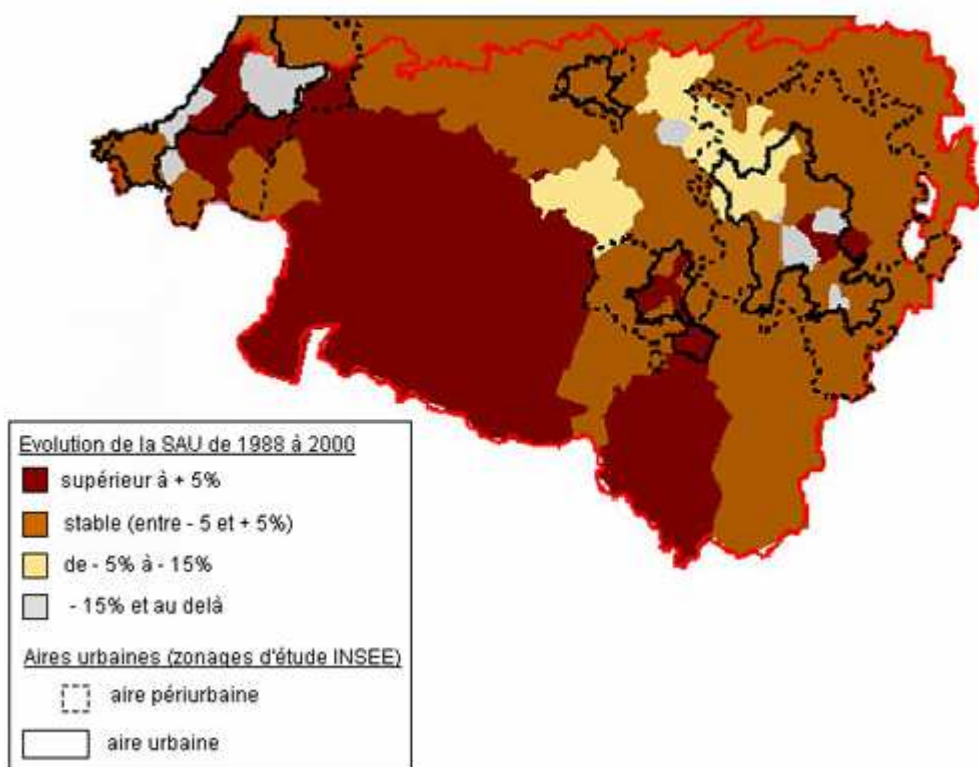 Evolution de la SAU de 1988 à 2000
supérieur à + 5%
stable (entre - 5 et + 5%)
de - 5% à - 15%
- 15% et au delà
Aires urbaines (zonages d'étude INSEE)
aire périurbaine
aire urbaine